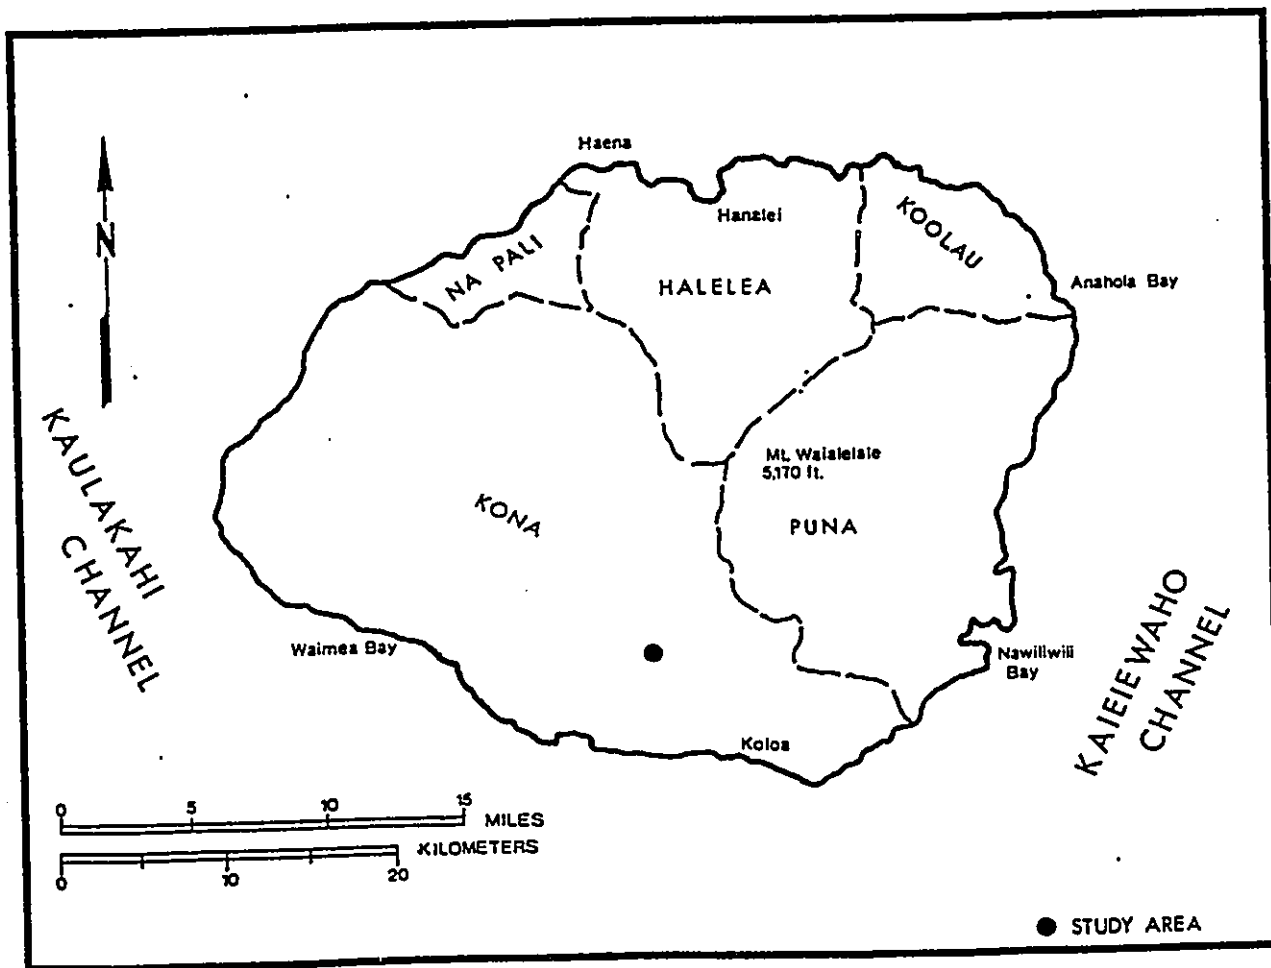 Haena
N
Hanalei
KOOLAU
NA PALI
HALELEA
Anahola Bay
KAULAKAHI
CHANNEL
Mt. Waialeale
5,170 ft.
KONA
PUNA
Waimea Bay
Nawiliwili
Bay
KAIEIEWAHO
CHANNEL
Koloa
0 5 10 15
MILES
KILOMETERS
0 10 20
STUDY AREA